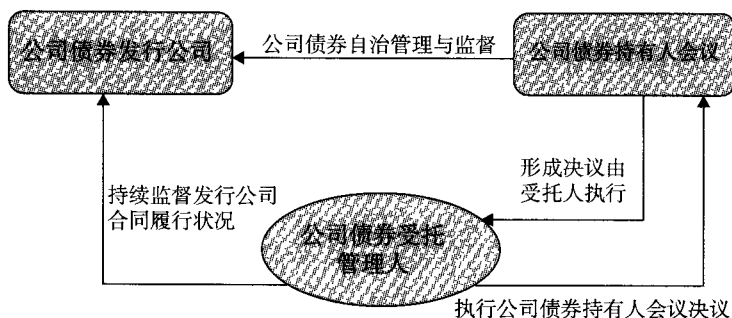 公司债券发行公司
公司债券自治管理与监督
公司债券持有人会议
形成决议由
受托人执行
持续监督发行公司
合同履行状况
公司债券受托
管理人
执行公司债券持有人会议决议